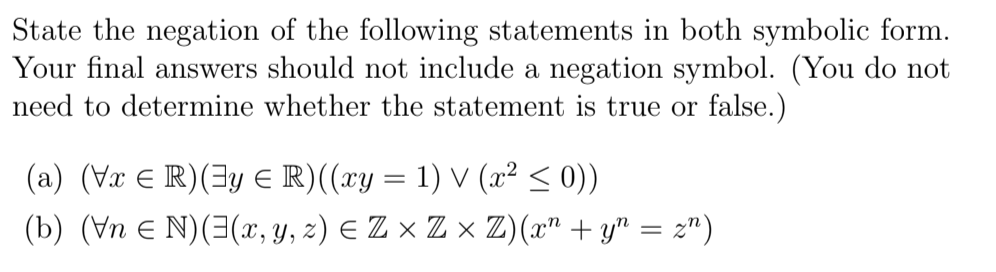 State the negation of the following statements in both symbolic form.
Your final answers should not include a negation symbol. (You do not
need to determine whether the statement is true or false.)
(a) (∀x ∈ ℝ)(∃y ∈ ℝ)((xy = 1) ∨ (x² ≤ 0))
(b) (∀n ∈ ℕ)(∃(x, y, z) ∈ ℤ × ℤ × ℤ)(xⁿ + yⁿ = zⁿ)